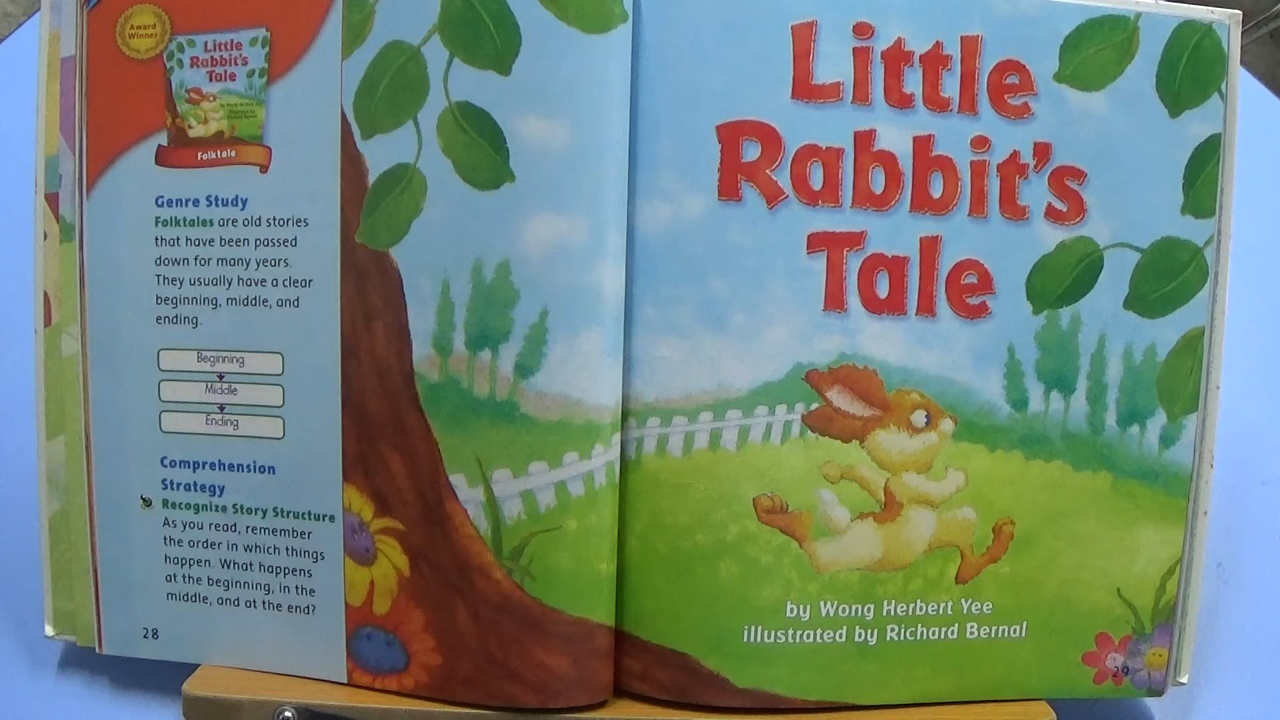 Award
Winner
Little
Rabbit's
Tale
Folktale
Genre Study
Folktales are old stories
that have been passed
down for many years.
They usually have a clear
beginning, middle, and
ending.
Beginning
Middle
Ending
Comprehension
Strategy
Recognize Story Structure
As you read, remember
the order in which things
happen. What happens
at the beginning, in the
middle, and at the end?
28
Little
Rabbit's
Tale
by Wong Herbert Yee
illustrated by Richard Bernal
29